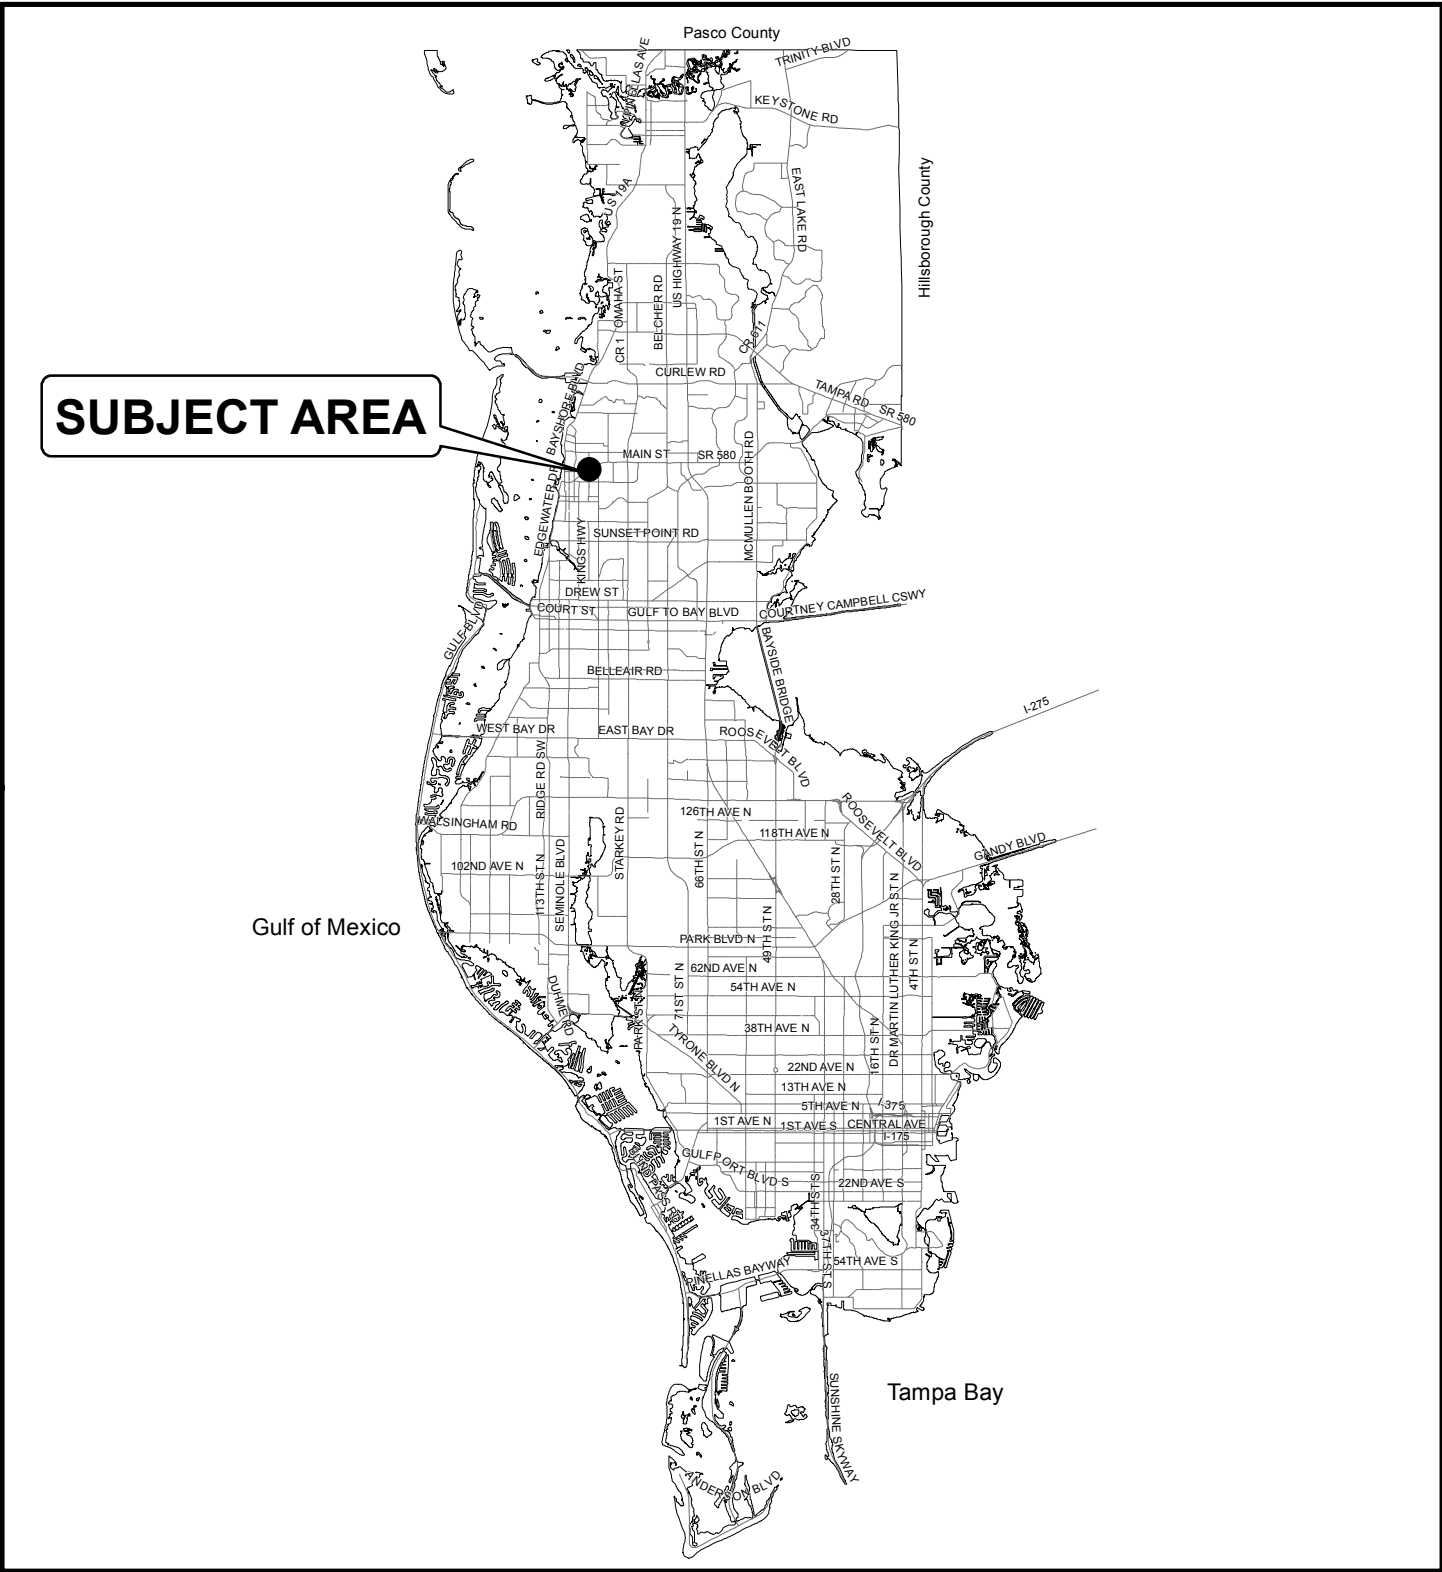 Pasco County
TRINITY BLVD
PINELLAS AVE
KEYSTONE RD
Hillsborough County
EAST LAKE RD
US 19A
US HIGHWAY 19 N
OMAHA ST
BELCHER RD
CR 1
CR 611
CURLEW RD
TAMPA RD
SR 580
SUBJECT AREA
BAYSHORE BLVD
MAIN ST
SR 580
MCMULLEN BOOTH RD
EDGEWATER DR
SUNSET POINT RD
KINGS HWY
DREW ST
COURT ST
GULF TO BAY BLVD
COURTNEY CAMPBELL CSWY
GULF BLVD
BAYSIDE BRIDGE
BELLEAIR RD
I-275
WEST BAY DR
EAST BAY DR
ROOSEVELT BLVD
RIDGE RD SW
WALSINGHAM RD
STARKEY RD
126TH AVE N
118TH AVE N
ROOSEVELT BLVD
GANDY BLVD
102ND AVE N
113TH ST N
SEMINOLE BLVD
66TH ST N
28TH ST N
DR MARTIN LUTHER KING JR ST N
Gulf of Mexico
49TH ST N
PARK BLVD N
4TH ST N
62ND AVE N
71ST ST N
54TH AVE N
DUHME RD
PARK ST N
38TH AVE N
16TH ST N
TYRONE BLVD N
22ND AVE N
13TH AVE N
5TH AVE N
I-375
1ST AVE N
1ST AVE S
CENTRAL AVE
I-175
GULFPORT BLVD S
22ND AVE S
34TH ST S
37TH ST S
54TH AVE S
PINELLAS BAYWAY
Tampa Bay
SUNSHINE SKYWAY
ANDERSON BLVD